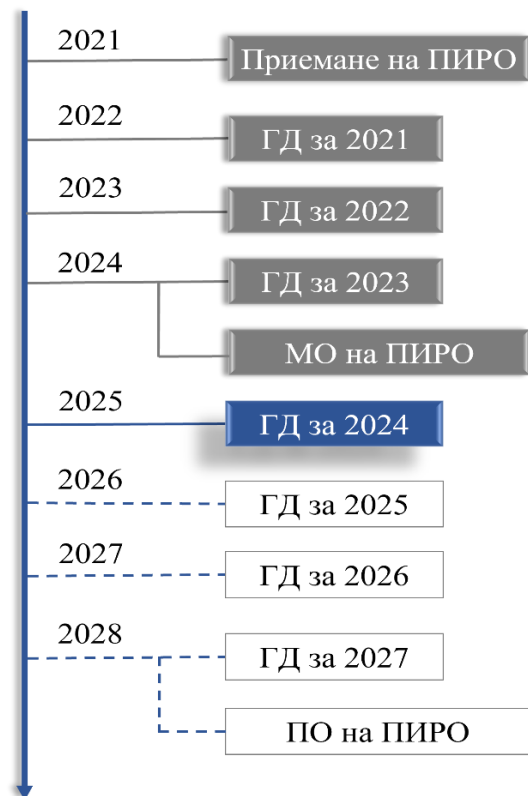 2021
Приемане на ПИРО
2022
ГД за 2021
2023
ГД за 2022
2024
ГД за 2023
МО на ПИРО
2025
ГД за 2024
2026
ГД за 2025
2027
ГД за 2026
2028
ГД за 2027
ПО на ПИРО